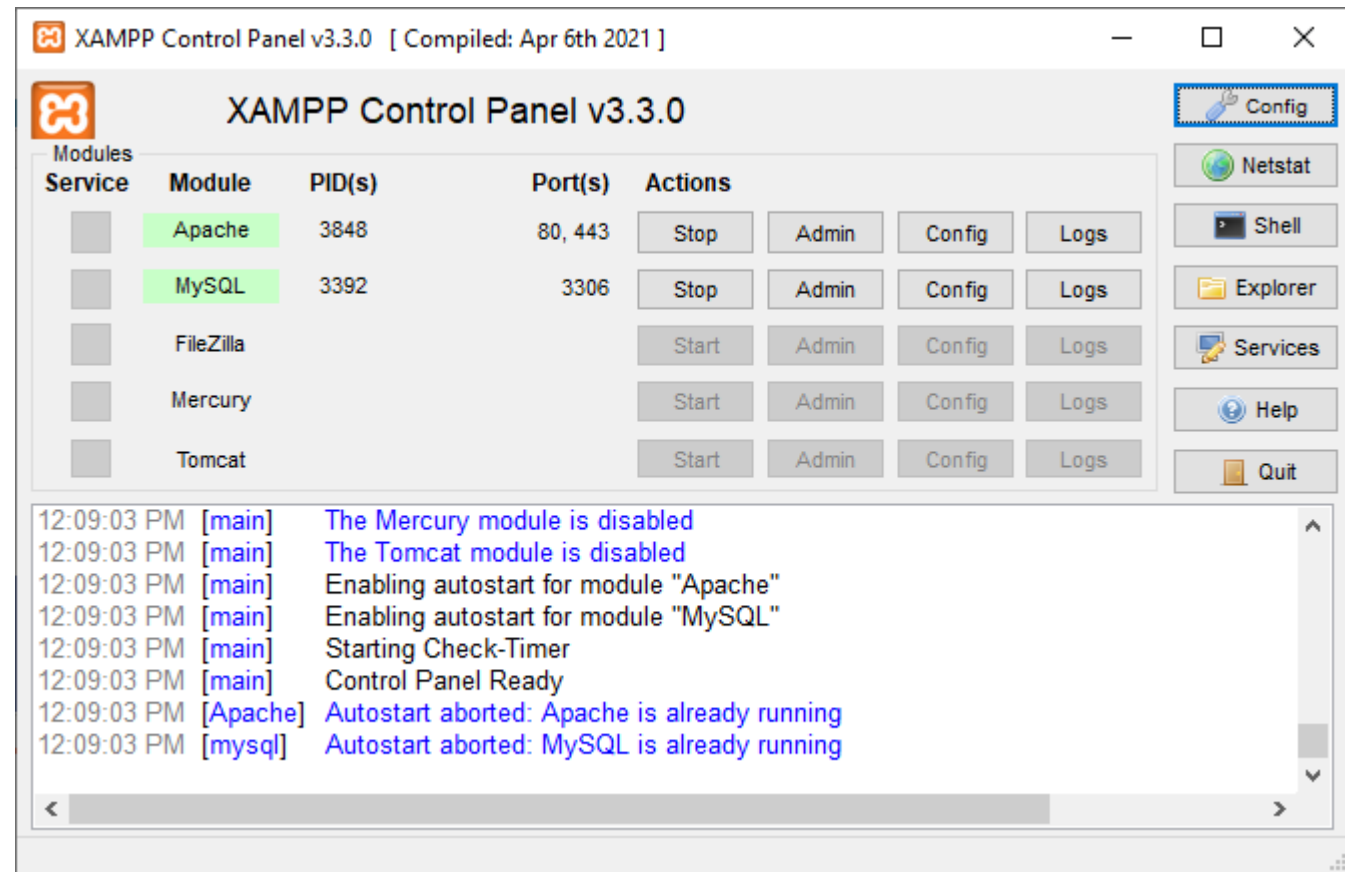 XAMPP Control Panel v3.3.0 [ Compiled: Apr 6th 2021 ]
XAMPP Control Panel v3.3.0
Config
Modules
Netstat
Service Module PID(s) Port(s) Actions
Apache 3848 80, 443 Stop Admin Config Logs
Shell
MySQL 3392 3306 Stop Admin Config Logs
Explorer
FileZilla Start Admin Config Logs
Services
Mercury Start Admin Config Logs
Help
Tomcat Start Admin Config Logs
Quit
12:09:03 PM [main] The Mercury module is disabled
12:09:03 PM [main] The Tomcat module is disabled
12:09:03 PM [main] Enabling autostart for module "Apache"
12:09:03 PM [main] Enabling autostart for module "MySQL"
12:09:03 PM [main] Starting Check-Timer
12:09:03 PM [main] Control Panel Ready
12:09:03 PM [Apache] Autostart aborted: Apache is already running
12:09:03 PM [mysql] Autostart aborted: MySQL is already running